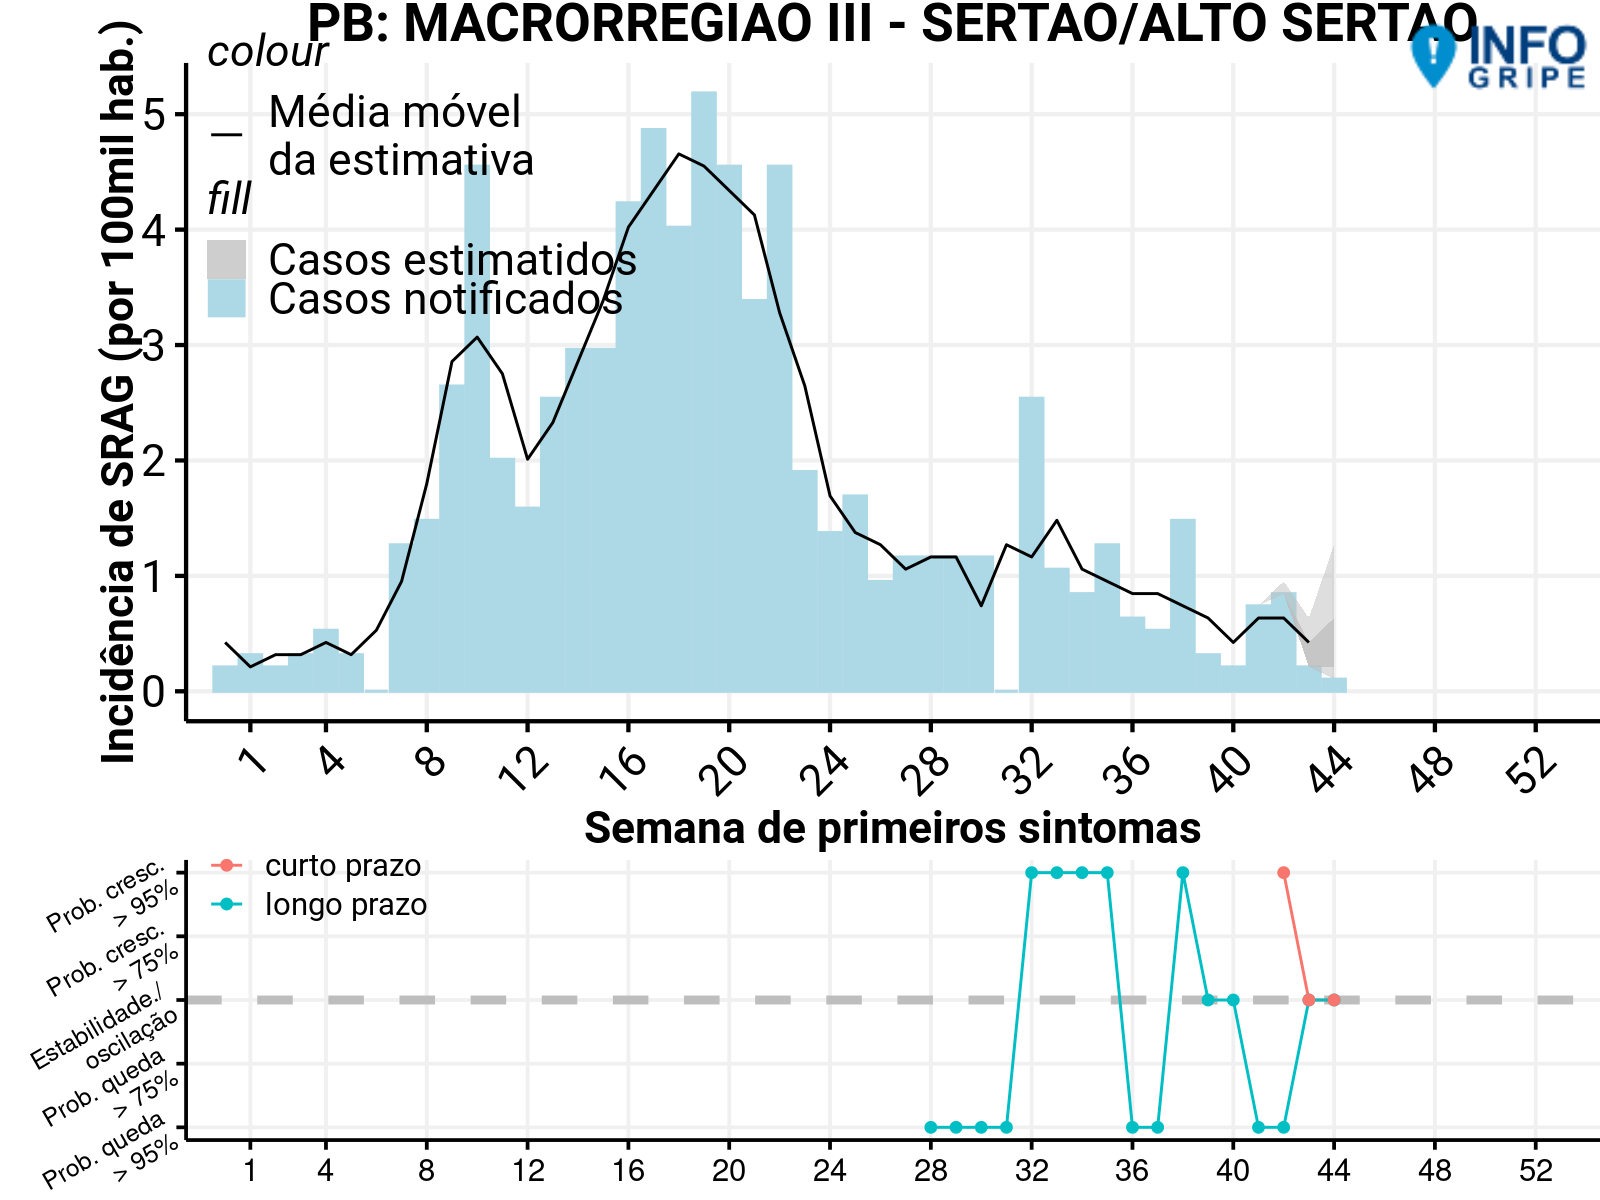 PB: MACRORREGIAO III - SERTAO/ALTO SERTAO
INFO
GRIPE
colour
Média móvel
da estimativa
fill
Casos estimatidos
Casos notificados
Incidência de SRAG (por 100mil hab.)
5
4
3
2
1
0
1 4 8 12 16 20 24 28 32 36 40 44 48 52
Semana de primeiros sintomas
curto prazo
longo prazo
Prob. cresc.
> 95%
Prob. cresc.
> 75%
Estabilidade./
oscilação
Prob. queda
> 75%
Prob. queda
> 95%
1 4 8 12 16 20 24 28 32 36 40 44 48 52